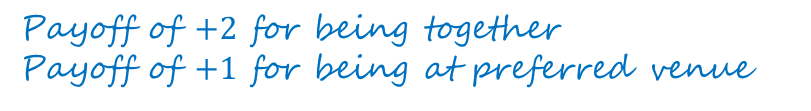 Payoff of +2 for being together
Payoff of +1 for being at preferred venue